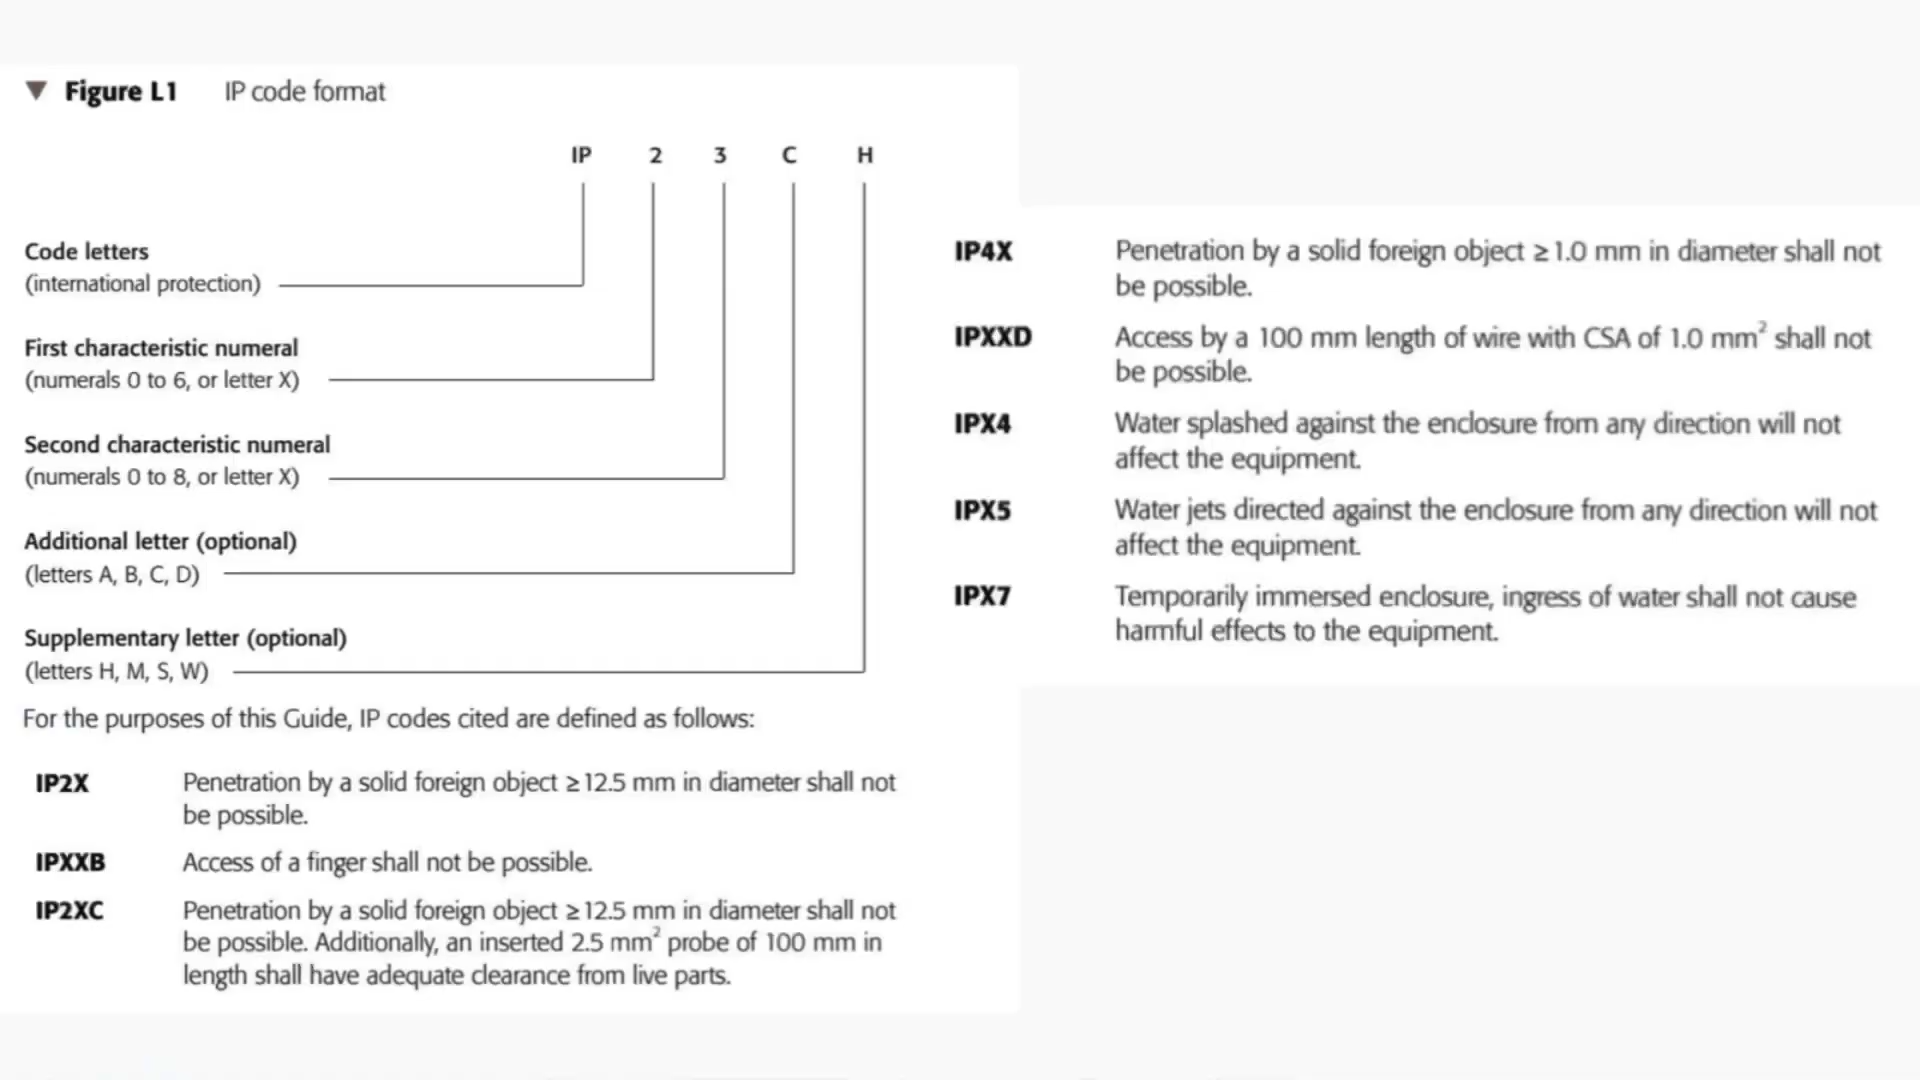 ▼ Figure L1 IP code format
IP 2 3 C H
Code letters
(international protection)
First characteristic numeral
(numerals 0 to 6, or letter X)
Second characteristic numeral
(numerals 0 to 8, or letter X)
Additional letter (optional)
(letters A, B, C, D)
Supplementary letter (optional)
(letters H, M, S, W)
For the purposes of this Guide, IP codes cited are defined as follows:
IP2X Penetration by a solid foreign object ≥12.5 mm in diameter shall not
be possible.
IPXXB Access of a finger shall not be possible.
IP2XC Penetration by a solid foreign object ≥12.5 mm in diameter shall not
be possible. Additionally, an inserted 2.5 mm² probe of 100 mm in
length shall have adequate clearance from live parts.
IP4X Penetration by a solid foreign object ≥1.0 mm in diameter shall not
be possible.
IPXXD Access by a 100 mm length of wire with CSA of 1.0 mm² shall not
be possible.
IPX4 Water splashed against the enclosure from any direction will not
affect the equipment.
IPX5 Water jets directed against the enclosure from any direction will not
affect the equipment.
IPX7 Temporarily immersed enclosure, ingress of water shall not cause
harmful effects to the equipment.